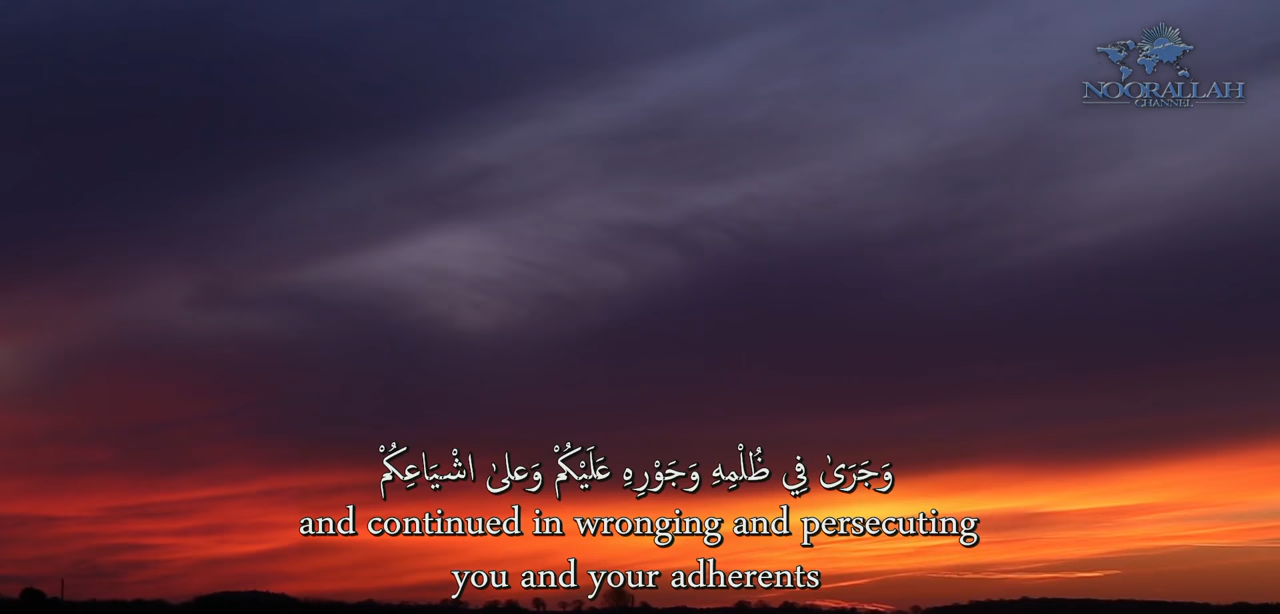 NOORALLAH
CHANNEL
وَجَرَىٰ فِي ظُلْمِهِ وَجَوْرِهِ عَلَيْكُمْ وَعلىٰ اشْيَاعِكُمْ
and continued in wronging and persecuting
you and your adherents